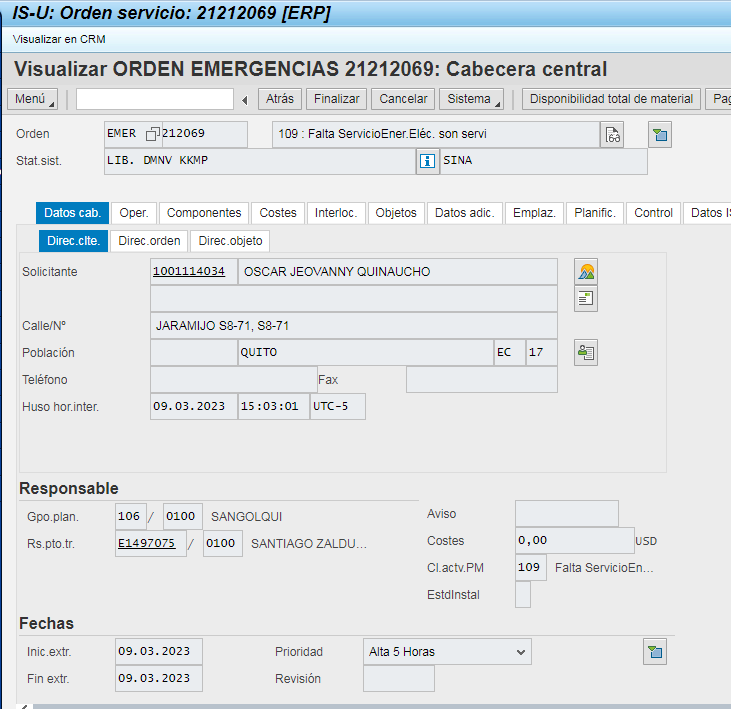 IS-U: Orden servicio: 21212069 [ERP]
Visualizar en CRM
Visualizar ORDEN EMERGENCIAS 21212069: Cabecera central
Menú Atrás Finalizar Cancelar Sistema Disponibilidad total de material Pag
Orden EMER 212069 109 : Falta ServicioEner.Eléc. son servi
Stat.sist. LIB. DMNV KKMP SINA
Datos cab. Oper. Componentes Costes Interloc. Objetos Datos adic. Emplaz. Planific. Control Datos IS
Direc.clte. Direc.orden Direc.objeto
Solicitante 1001114034 OSCAR JEOVANNY QUINAUCHO
Calle/Nº JARAMIJO S8-71, S8-71
Población QUITO EC 17
Teléfono Fax
Huso hor.inter. 09.03.2023 15:03:01 UTC-5
Responsable
Gpo.plan. 106 / 0100 SANGOLQUI Aviso
Rs.pto.tr. E1497075 / 0100 SANTIAGO ZALDU... Costes 0,00 USD
Cl.actv.PM 109 Falta ServicioEn...
EstdInstal
Fechas
Inic.extr. 09.03.2023 Prioridad Alta 5 Horas
Fin extr. 09.03.2023 Revisión